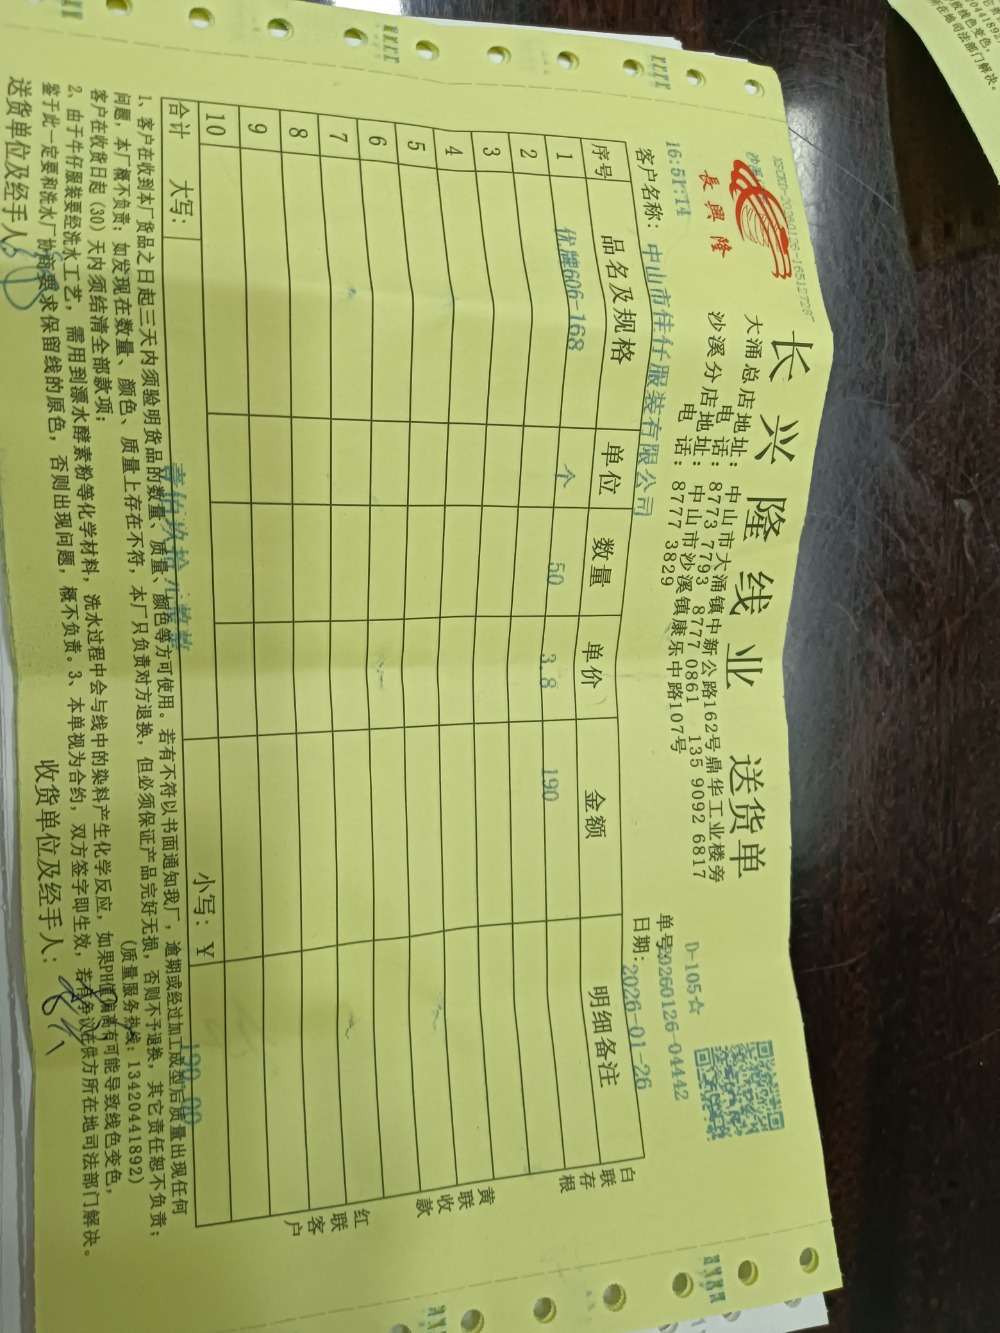 长兴隆线业 送货单
長興隆
大涌总店地址：中山市大涌镇中新公路162号鼎华工业楼旁
电 话：8773 7793 8777 0861 135 9092 6817
沙溪分店地址：中山市沙溪镇康乐中路107号
电 话：8777 3829
D-105☆
16:51:14
单号:20260126-04442
客户名称：中山市佳仔服装有限公司
日期：2026-01-26
序号 品名及规格 单位 数量 单价 金额 明细备注
1 优牌606-168 个 50 3.8 190
2
3
4
5
6
7
8
9
10
合计 大写： 壹佰玖拾元整 小写：￥ 190.00
白联存根
黄联收款
红联客户
1、客户在收到本厂货品之日起三天内须验明货品的数量、质量、颜色等方可使用。若有不符以书面通知我厂，逾期或经过加工成型后质量出现任何
问题，本厂概不负责；如发现在数量、颜色、质量上存在不符，本厂只负责对方退换，但必须保证产品完好无损，否则不予退换，其它责任恕不负责；
客户在收货日起（30）天内须结清全部款项； （质量服务热线：13420441892）
2、由于牛仔服装要经洗水工艺，需用到漂水酵素粉等化学材料，洗水过程中会与线中的染料产生化学反应，如果PH值偏高有可能导致线色变色，
鉴于此一定要和洗水厂协商要求保留线的原色，否则出现问题，概不负责。3、本单视为合约，双方签字即生效，若有争议在供方所在地司法部门解决。
送货单位及经手人： 收货单位及经手人：